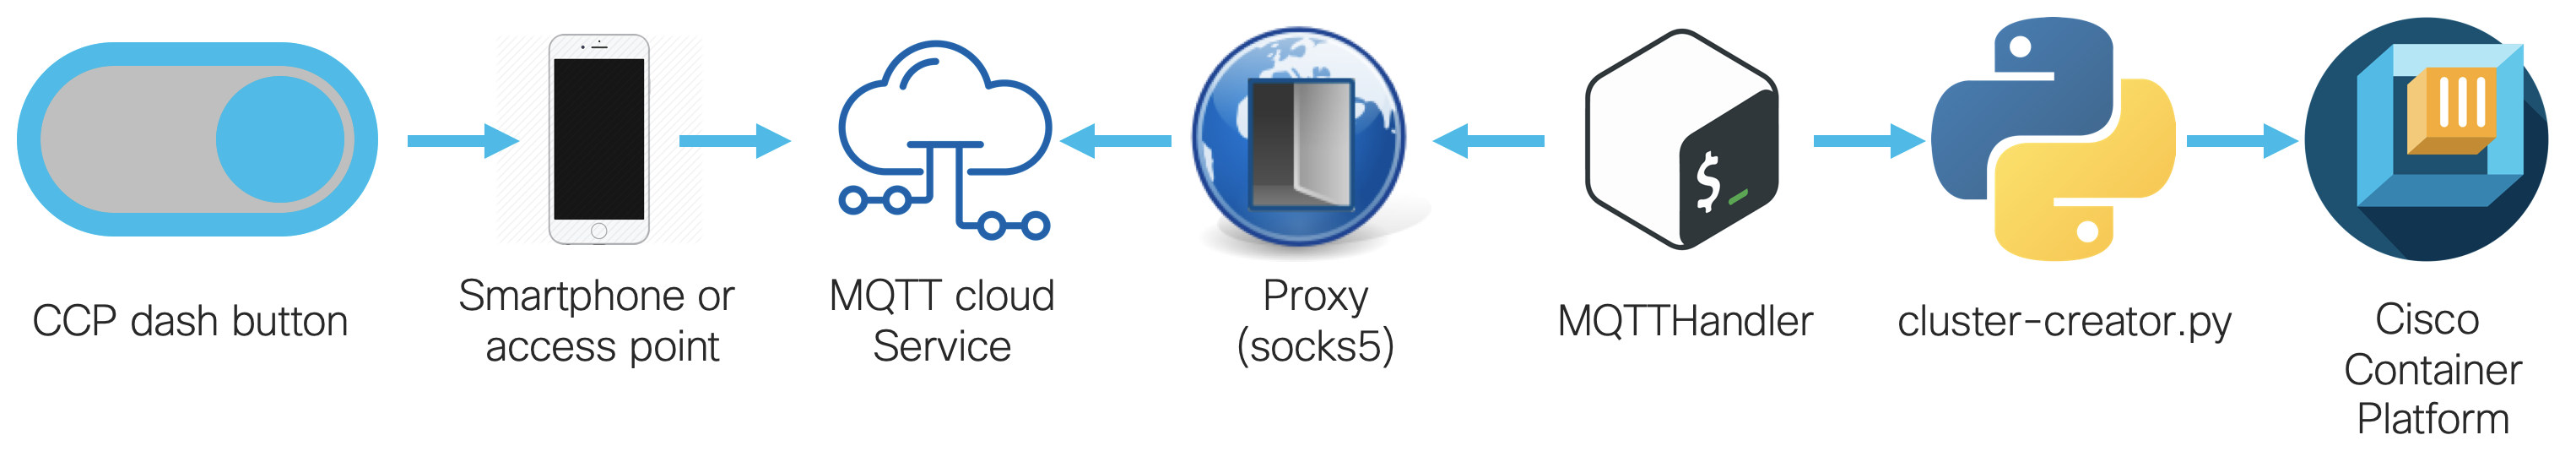 $_
CCP dash button
Smartphone or
access point
MQTT cloud
Service
Proxy
(socks5)
MQTTHandler
cluster-creator.py
Cisco
Container
Platform